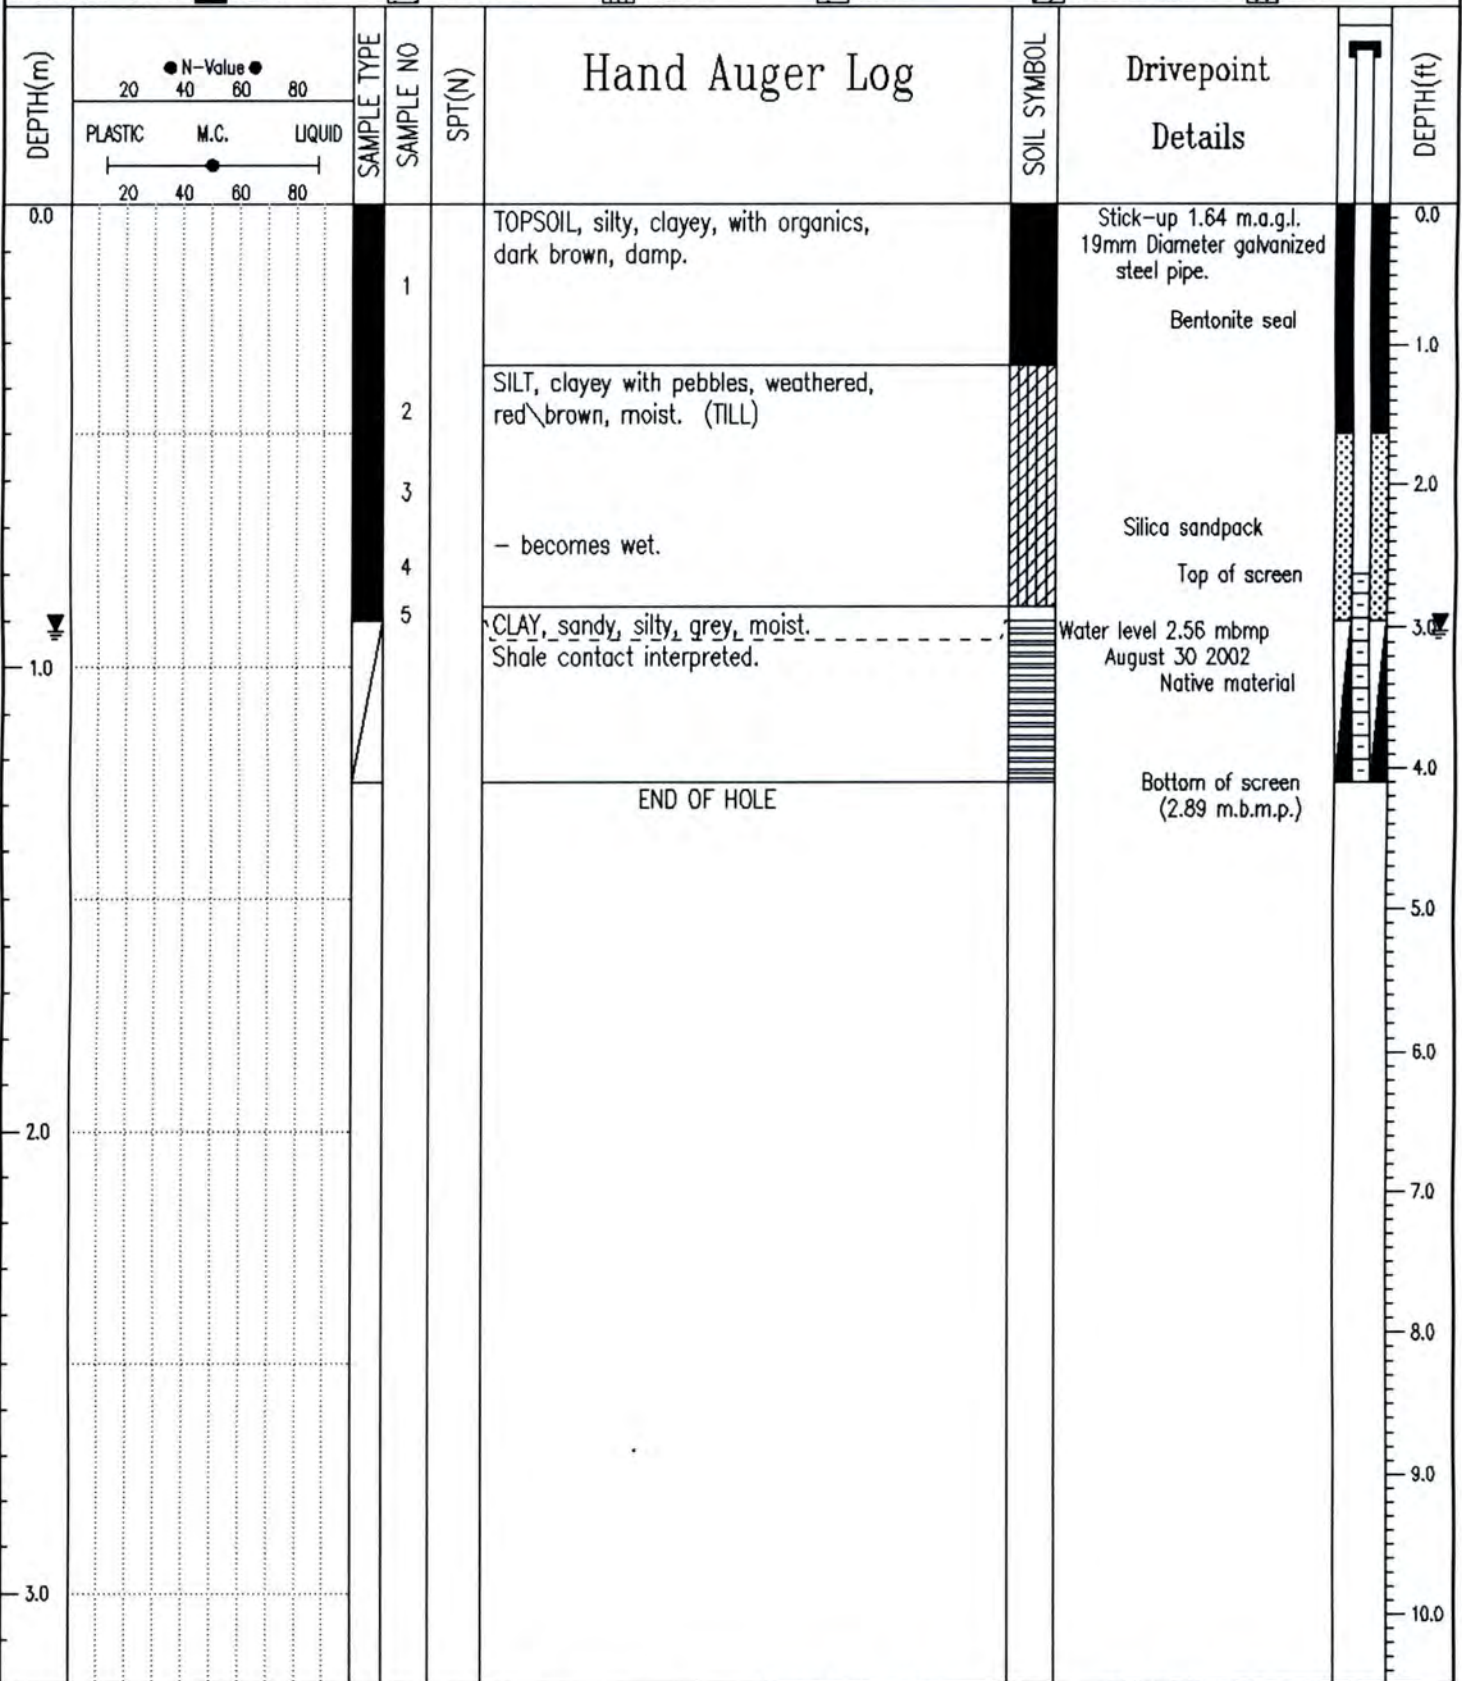 DEPTH(m)
● N-Value ●
20 40 60 80
PLASTIC M.C. LIQUID
20 40 60 80
SAMPLE TYPE
SAMPLE NO
SPT(N)
Hand Auger Log
SOIL SYMBOL
Drivepoint
Details
DEPTH(ft)
0.0
1.0
2.0
3.0
1
2
3
4
5
TOPSOIL, silty, clayey, with organics,
dark brown, damp.
SILT, clayey with pebbles, weathered,
red\brown, moist. (TILL)
– becomes wet.
CLAY, sandy, silty, grey, moist.
Shale contact interpreted.
END OF HOLE
Stick-up 1.64 m.a.g.l.
19mm Diameter galvanized
steel pipe.
Bentonite seal
Silica sandpack
Top of screen
Water level 2.56 mbmp
August 30 2002
Native material
Bottom of screen
(2.89 m.b.m.p.)
0.0
1.0
2.0
3.0
4.0
5.0
6.0
7.0
8.0
9.0
10.0